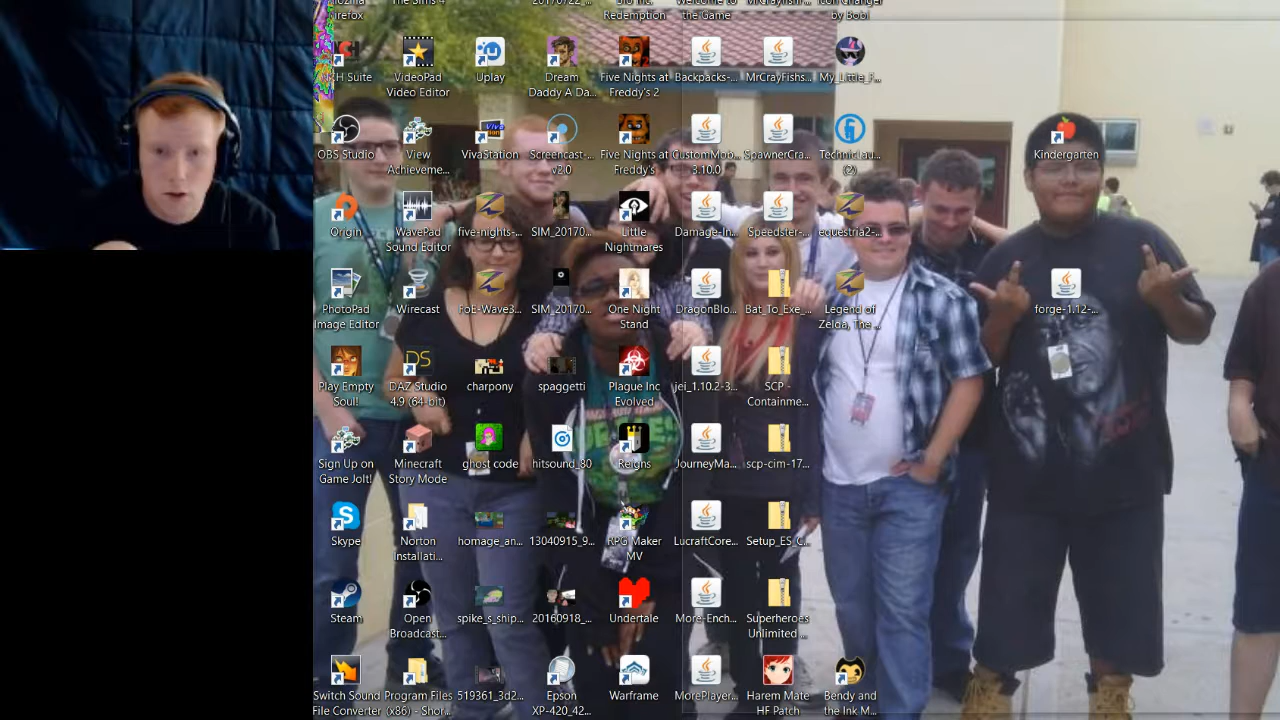 Mozilla
Firefox
The Sims 4
20170722_...
Redemption
Welcome to
the Game
MrCrayfish...
Icon Changer
by Bobl
VideoPad
Video Editor
Uplay
Dream
Daddy A Da...
Five Nights at
Freddy's 2
Backpacks-...
MrCrayFishs...
My_Little_F...
OBS Studio
View
Achieveme...
VivaStation
Screencast-...
v2.0
Five Nights at
Freddy's
CustomMob...
3.10.0
SpawnerCra...
TechnicLau...
(2)
Kindergarten
Origin
WavePad
Sound Editor
five-nights-...
SIM_20170...
Little
Nightmares
Damage-In...
Speedster-...
equestria2-...
PhotoPad
Image Editor
Wirecast
FoE-Wave3...
SIM_20170...
One Night
Stand
DragonBlo...
Bat_To_Exe_...
Legend of
Zelda, The ...
forge-1.12-...
Play Empty
Soul!
DS
DAZ Studio
4.9 (64-bit)
charpony
spaggetti
Plague Inc
Evolved
jei_1.10.2-3...
SCP -
Containme...
Sign Up on
Game Jolt!
Minecraft
Story Mode
ghost code
hitsound_80
Reigns
JourneyMa...
scp-cim-17...
Skype
Norton
Installati...
homage_an...
13040915_9...
RPG Maker
MV
LucraftCore...
Setup_ES_C...
Steam
Open
Broadcast...
spike_s_ship...
20160918_...
Undertale
More-Ench...
Superheroes
Unlimited ...
Switch Sound
File Converter
Program Files
(x86) - Shor...
519361_3d2...
Epson
XP-420_42...
Warframe
MorePlayer...
Harem Mate
HF Patch
Bendy and
the Ink M...